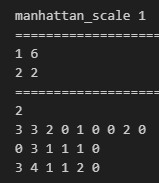 manhattan_scale 1
===================
1 6
2 2
===================
2
3 3 2 0 1 0 0 2 0
0 3 1 1 1 0
3 4 1 1 2 0